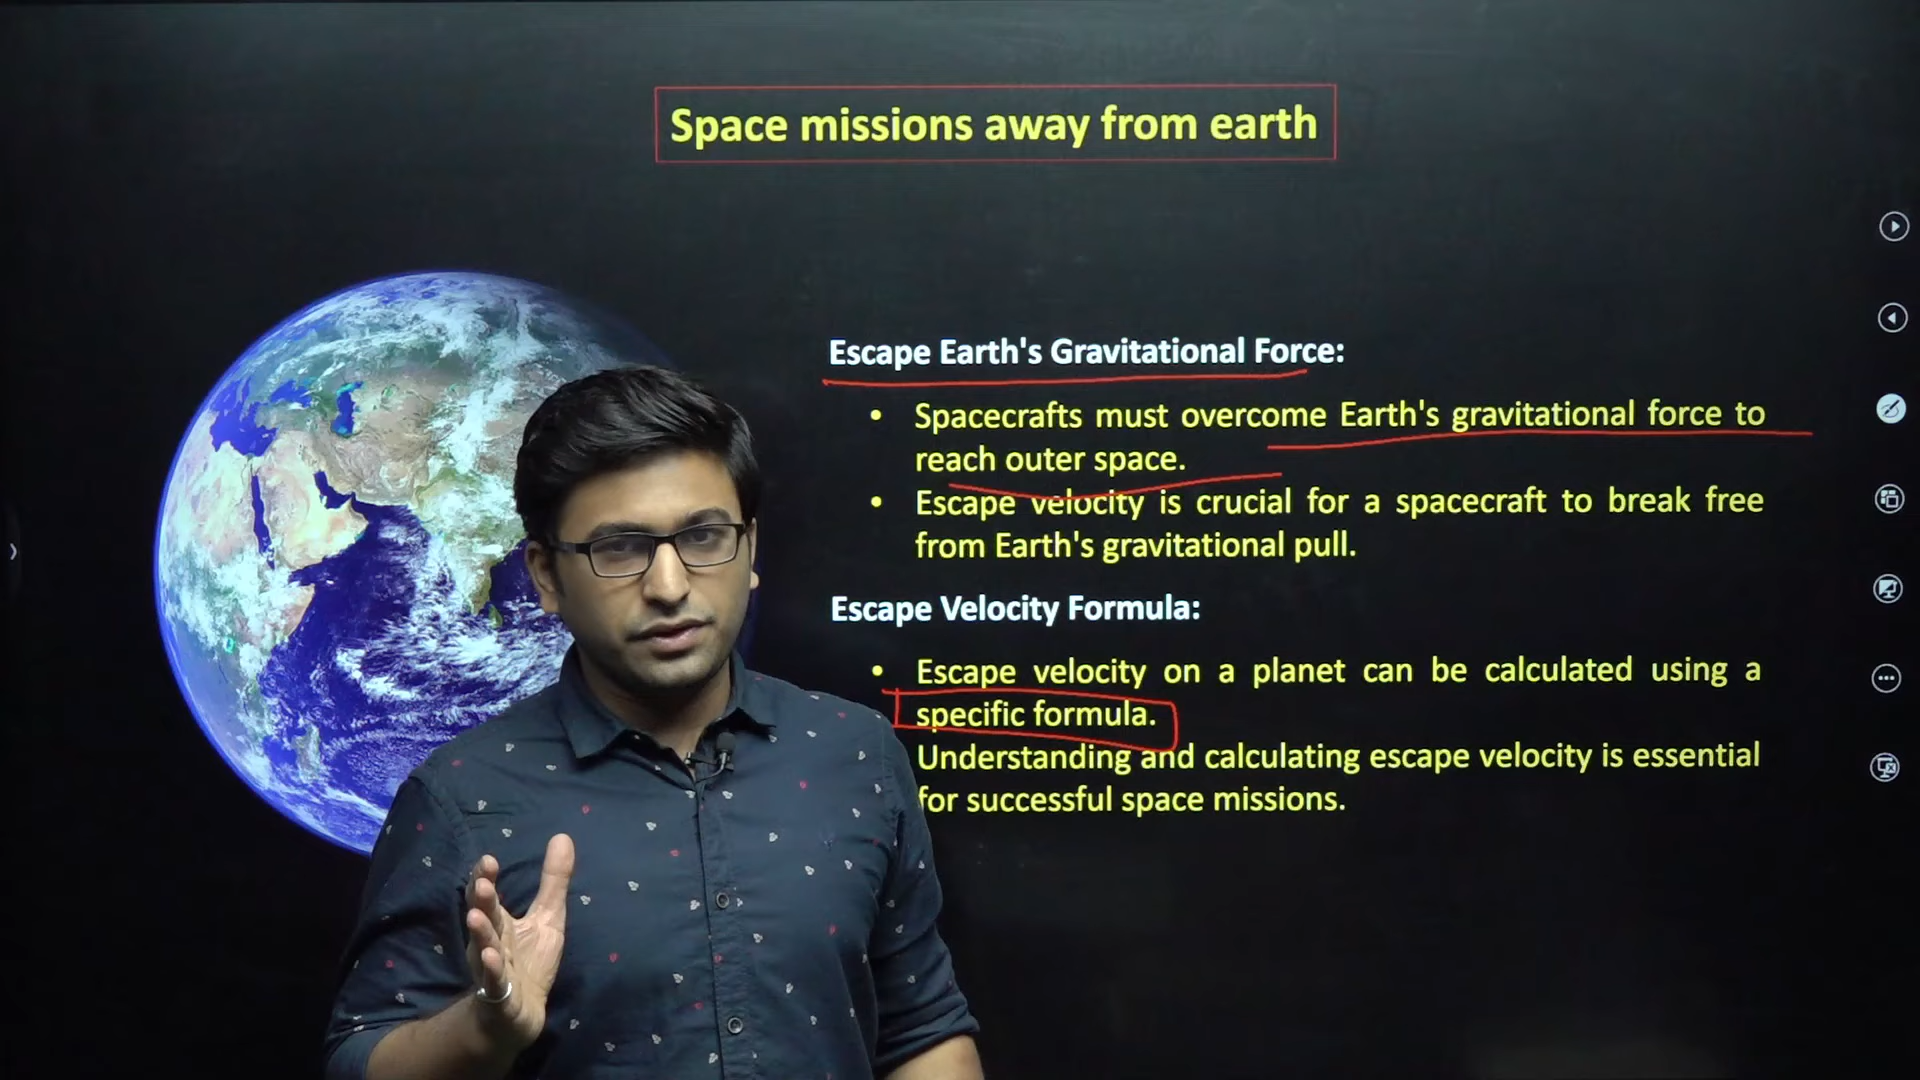 Space missions away from earth
Escape Earth's Gravitational Force:
• Spacecrafts must overcome Earth's gravitational force to
reach outer space.
• Escape velocity is crucial for a spacecraft to break free
from Earth's gravitational pull.
Escape Velocity Formula:
• Escape velocity on a planet can be calculated using a
specific formula.
Understanding and calculating escape velocity is essential
for successful space missions.